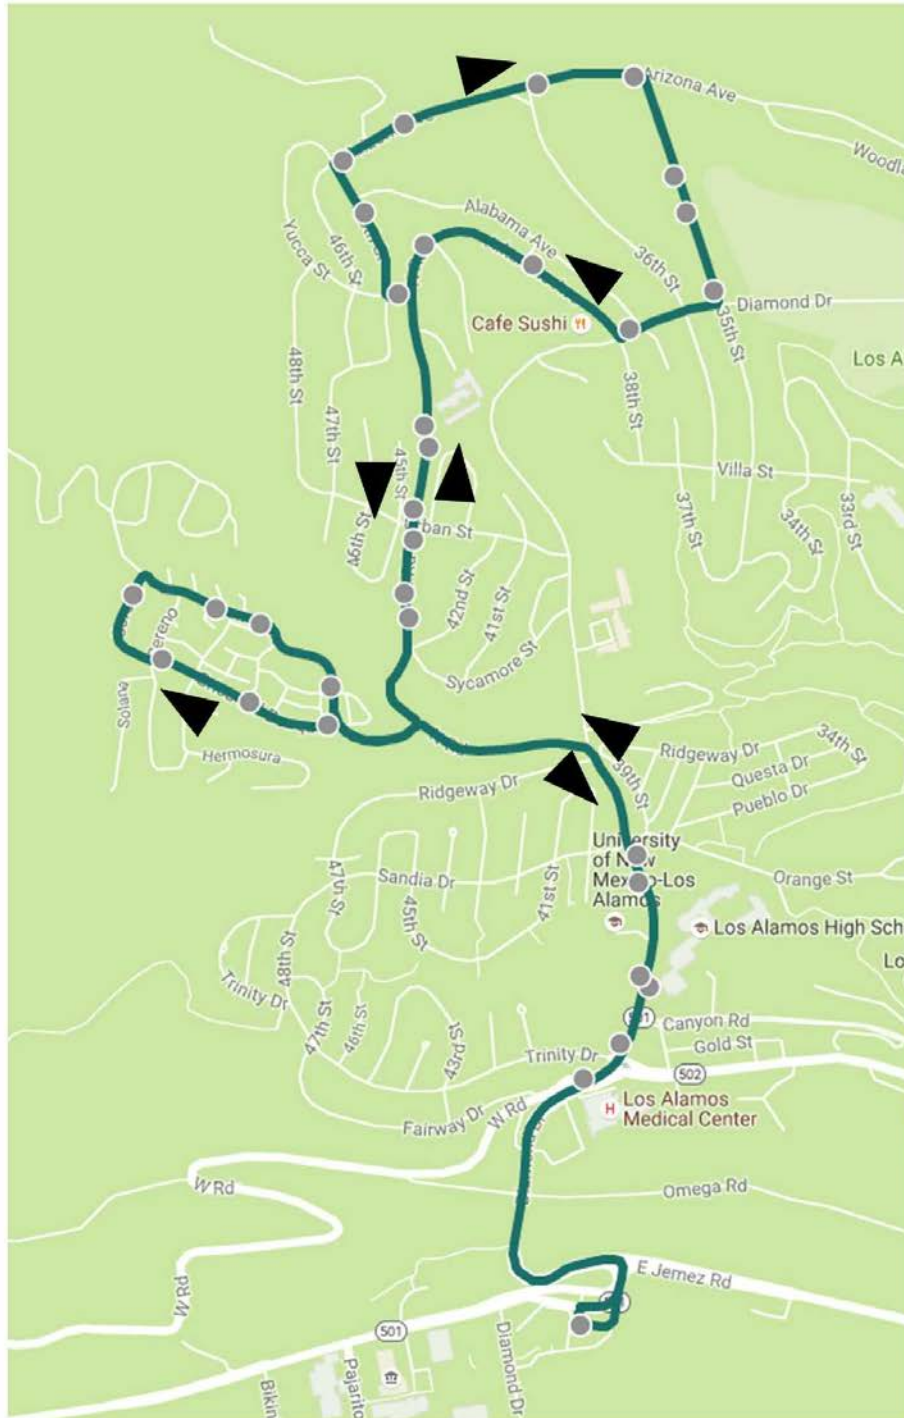 Arizona Ave
Woodla
Alabama Ave
46th St
Yucca St
36th St
Diamond Dr
35th St
Cafe Sushi
Los A
48th St
38th St
47th St
45th St
Villa St
46th St
rban St
37th St
34th St
33rd St
42nd St
41st St
Sycamore St
Solana
Hermosura
39th St
Ridgeway Dr
34th St
Questa Dr
Pueblo Dr
Ridgeway Dr
University
of New
Mexico-Los
Alamos
47th St
Sandia Dr
41st St
Orange St
45th St
Los Alamos High Sch
Lo
48th St
Trinity Dr
47th St
46th St
43rd St
Canyon Rd
Gold St
Trinity Dr
502
Los Alamos
Medical Center
H
W Rd
Fairway Dr
W Rd
Omega Rd
E Jemez Rd
W Rd
501
Diamond Dr
Pajarito
Bikin